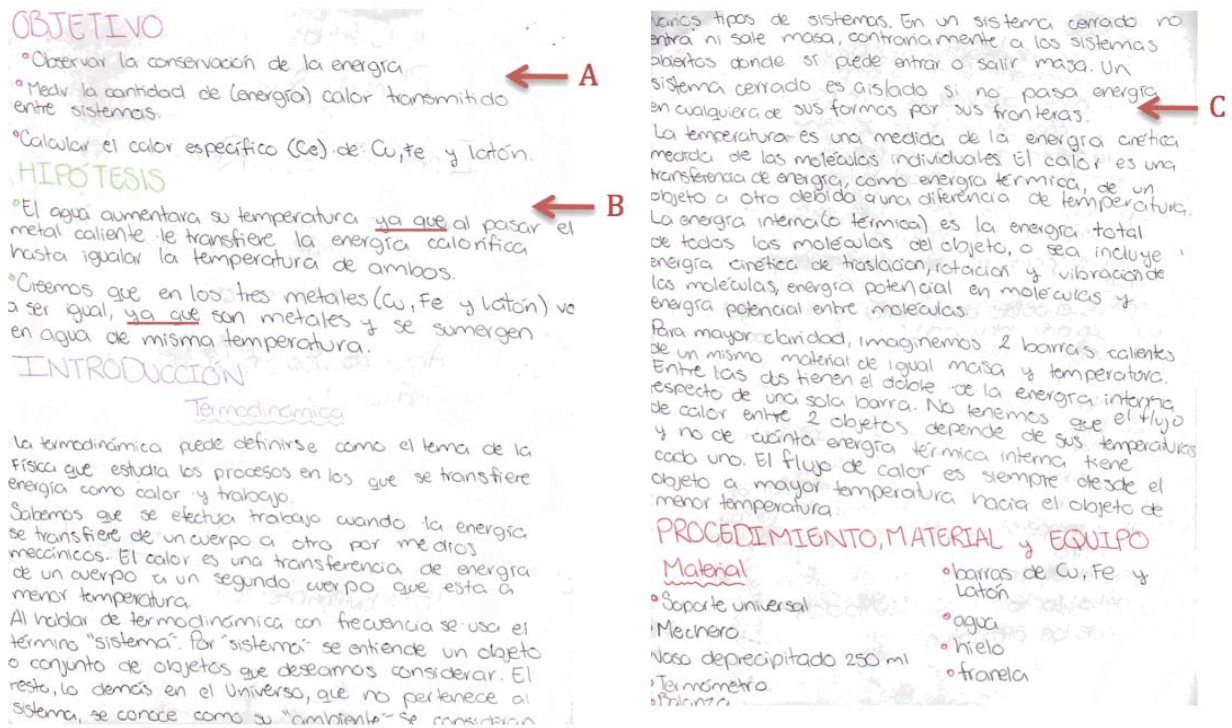 OBJETIVO
°Observar la conservación de la energía
°Medir la cantidad de (energía) calor transmitido
entre sistemas.
°Calcular el calor específico (Ce) de Cu, Fe y latón.
A
HIPÓTESIS
°El agua aumentara su temperatura ya que al pasar el
metal caliente le transfiere la energía calorífica
hasta igualar la temperatura de ambos.
B
°Creemos que en los tres metales (Cu, Fe y Latón) va
a ser igual, ya que son metales y se sumergen
en agua de misma temperatura.
INTRODUCCIÓN
Termodinámica
La termodinámica puede definirse como el tema de la
Física que estudia los procesos en los que se transfiere
energía como calor y trabajo.
Sabemos que se efectua trabajo cuando la energía
se transfiere de un cuerpo a otro por medios
mecánicos. El calor es una transferencia de energía
de un cuerpo a un segundo cuerpo que esta a
menor temperatura.
Al hablar de termodinámica con frecuencia se usa el
término "sistema". Por "sistema" se entiende un objeto
o conjunto de objetos que deseamos considerar. El
resto, lo demás en el Universo, que no pertenece al
sistema, se conoce como su "ambiente" Se consideran
varios tipos de sistemas. En un sistema cerrado no
entra ni sale masa, contrariamente a los sistemas
abiertos donde sí puede entrar o salir masa. Un
sistema cerrado es aislado si no pasa energía
en cualquiera de sus formas por sus fronteras.
C
La temperatura es una medida de la energía cinética
medida de las moléculas individuales El calor es una
transferencia de energía, como energía térmica, de un
objeto a otro debida a una diferencia de temperatura.
La energía interna (o térmica) es la energía total
de todas las moléculas del objeto, o sea incluye
energía cinética de traslación, rotación y vibración de
las moléculas, energía potencial en moléculas y
energía potencial entre moléculas.
Para mayor claridad, imaginemos 2 barras calientes
de un mismo material de igual masa y temperatura.
Entre las dos tienen el doble de la energía interna
respecto de una sola barra. No tenemos que el flujo
de calor entre 2 objetos depende de sus temperaturas
y no de cuánta energía térmica interna tiene
cada uno. El flujo de calor es siempre desde el
objeto a mayor temperatura hacia el objeto de
menor temperatura.
PROCEDIMIENTO, MATERIAL y EQUIPO
Material
°Soporte universal
°Mechero
Vaso deprecipitado 250 ml
°Termómetro
°Balanza
°barras de Cu, Fe y
Latón
°agua
°hielo
°franela